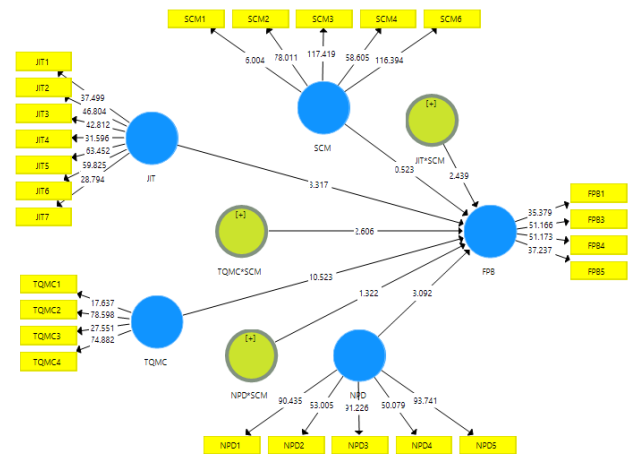 SCM1 SCM2 SCM3 SCM4 SCM6
6.004 78.011 117.419 58.605 116.394
SCM
JIT1
JIT2
JIT3
JIT4
JIT5
JIT6
JIT7
37.499
46.804
42.812
31.596
63.452
59.825
28.794
JIT
[+]
JIT*SCM
0.523
2.439
3.317
[+]
TQMC*SCM
2.606
FPB
35.379
51.166
51.173
37.237
FPB1
FPB3
FPB4
FPB5
TQMC1
TQMC2
TQMC3
TQMC4
17.637
78.598
27.551
74.882
TQMC
10.523
[+]
NPD*SCM
1.322
3.092
NPD
90.435 53.005 91.226 50.079 93.741
NPD1 NPD2 NPD3 NPD4 NPD5